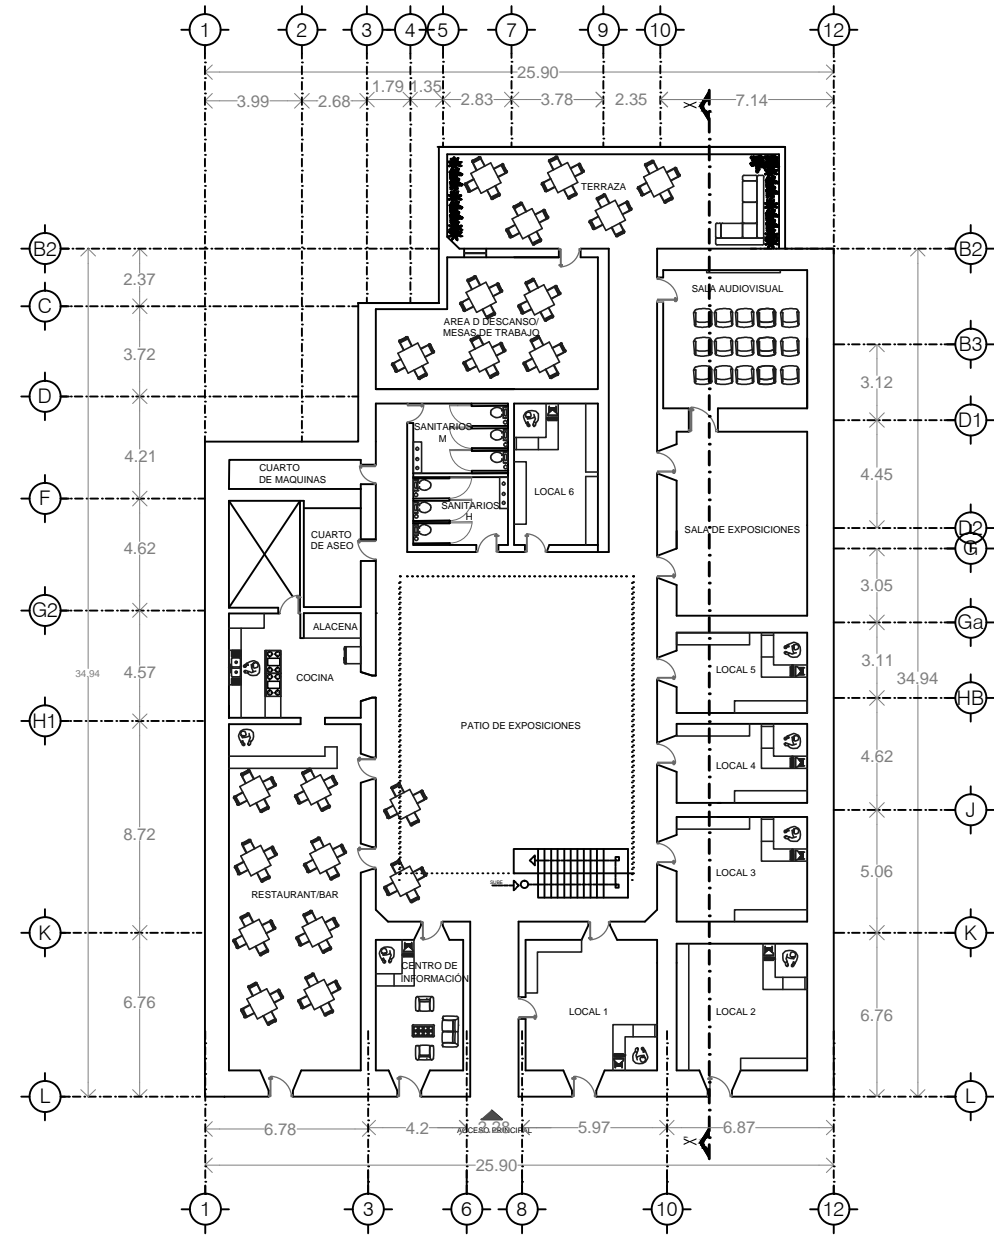 1 2 3 4 5 7 9 10 12
25.90
1.79 1.35
3.99 2.68 2.83 3.78 2.35 7.14
X
TERRAZA
B2 B2
2.37
SALA AUDIOVISUAL
C
AREA D DESCANSO/
MESAS DE TRABAJO
B3
3.72
3.12
D
D1
SANITARIOS
M
4.21
4.45
CUARTO
DE MAQUINAS
LOCAL 6
F
SANITARIOS
H
SALA DE EXPOSICIONES
D2
CUARTO
DE ASEO
G
4.62
3.05
G2
Ga
ALACENA
3.11
LOCAL 5
34.94
4.57
COCINA
34.94
HB
H1
PATIO DE EXPOSICIONES
4.62
LOCAL 4
J
8.72
LOCAL 3
5.06
SUBE
RESTAURANT/BAR
K K
CENTRO DE
INFORMACIÓN
6.76
LOCAL 1
LOCAL 2
6.76
L L
6.78 4.2 3.28 5.97 6.87
ACCESO PRINCIPAL
X'
25.90
1 3 6 8 10 12